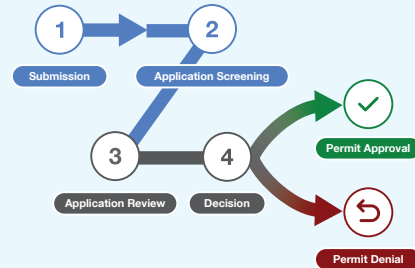 1
2
Submission
Application Screening
3
4
Application Review
Decision
Permit Approval
Permit Denial